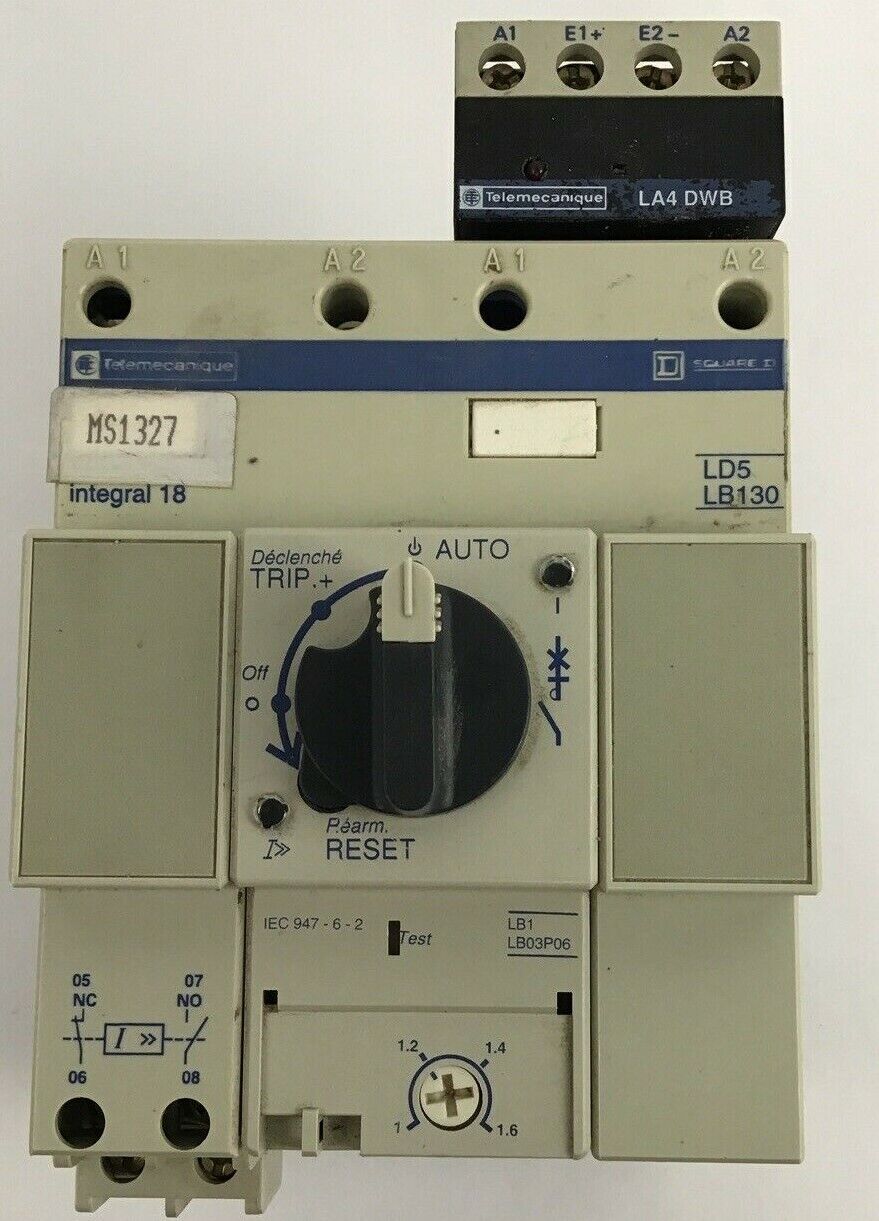 A1 E1+ E2- A2
Telemecanique LA4 DWB
A1 A2 A1 A2
Telemecanique SQUARE D
MS1327
integral 18
LD5
LB130
Déclenché
TRIP.+
AUTO
Off
I
Réarm.
RESET
I>>
IEC 947-6-2
Test
LB1
LB03P06
05 07
NC NO
I >>
06 08
1.2 1.4
1 1.6